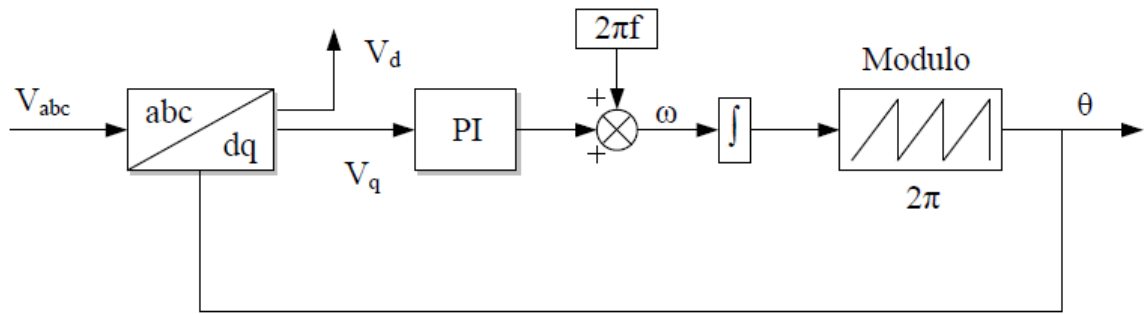 2πf
V_d
Modulo
V_abc
abc
dq
PI
+
+
ω
∫
θ
V_q
2π